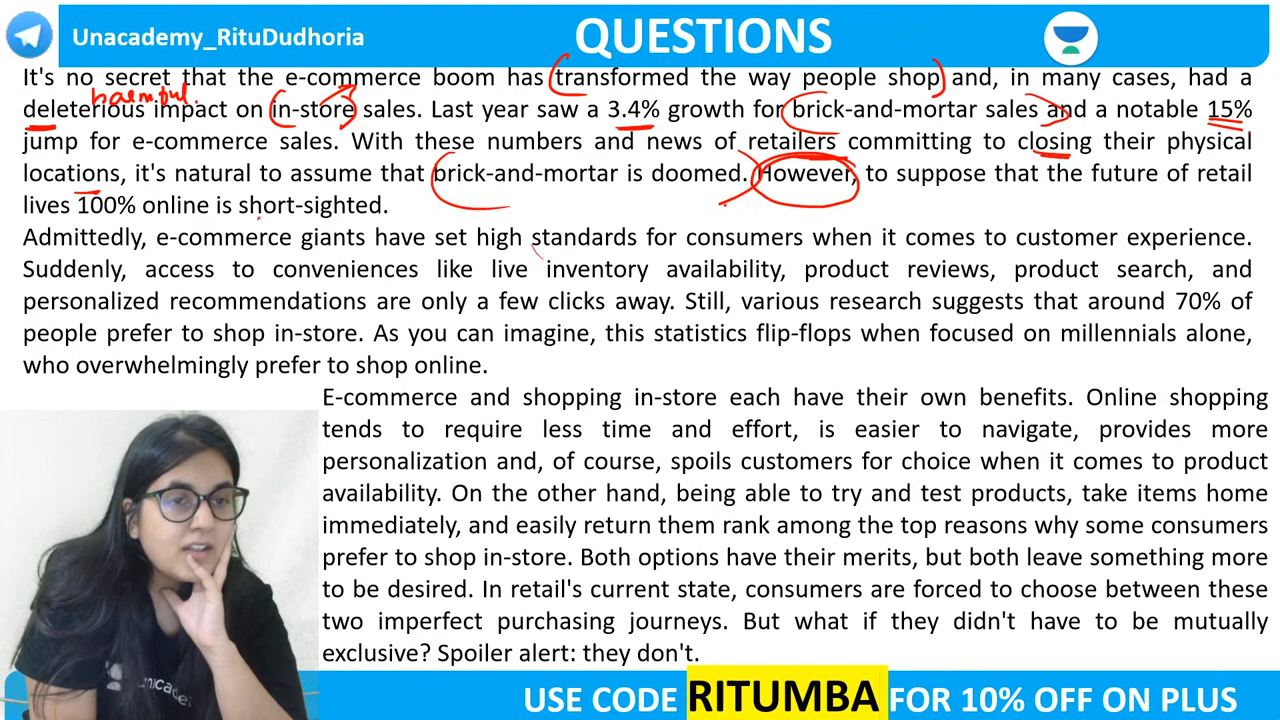 Unacademy_RituDudhoria
QUESTIONS
It's no secret that the e-commerce boom has transformed the way people shop and, in many cases, had a
harmful.
deleterious impact on in-store sales. Last year saw a 3.4% growth for brick-and-mortar sales and a notable 15%
jump for e-commerce sales. With these numbers and news of retailers committing to closing their physical
locations, it's natural to assume that brick-and-mortar is doomed. However, to suppose that the future of retail
lives 100% online is short-sighted.
Admittedly, e-commerce giants have set high standards for consumers when it comes to customer experience.
Suddenly, access to conveniences like live inventory availability, product reviews, product search, and
personalized recommendations are only a few clicks away. Still, various research suggests that around 70% of
people prefer to shop in-store. As you can imagine, this statistics flip-flops when focused on millennials alone,
who overwhelmingly prefer to shop online.
E-commerce and shopping in-store each have their own benefits. Online shopping
tends to require less time and effort, is easier to navigate, provides more
personalization and, of course, spoils customers for choice when it comes to product
availability. On the other hand, being able to try and test products, take items home
immediately, and easily return them rank among the top reasons why some consumers
prefer to shop in-store. Both options have their merits, but both leave something more
to be desired. In retail's current state, consumers are forced to choose between these
two imperfect purchasing journeys. But what if they didn't have to be mutually
exclusive? Spoiler alert: they don't.
USE CODE RITUMBA FOR 10% OFF ON PLUS